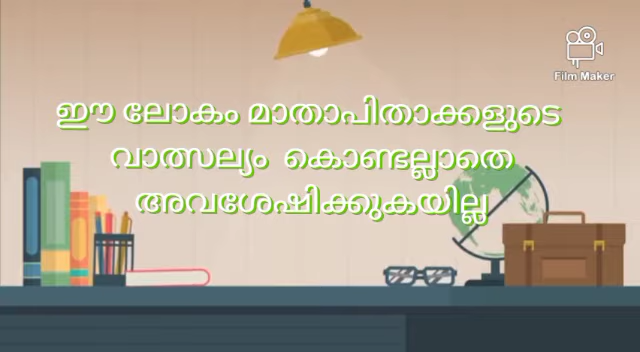 Film Maker
ഈ ലോകം മാതാപിതാക്കളുടെ
വാത്സല്യം കൊണ്ടല്ലാതെ
അവശേഷിക്കുകയില്ല